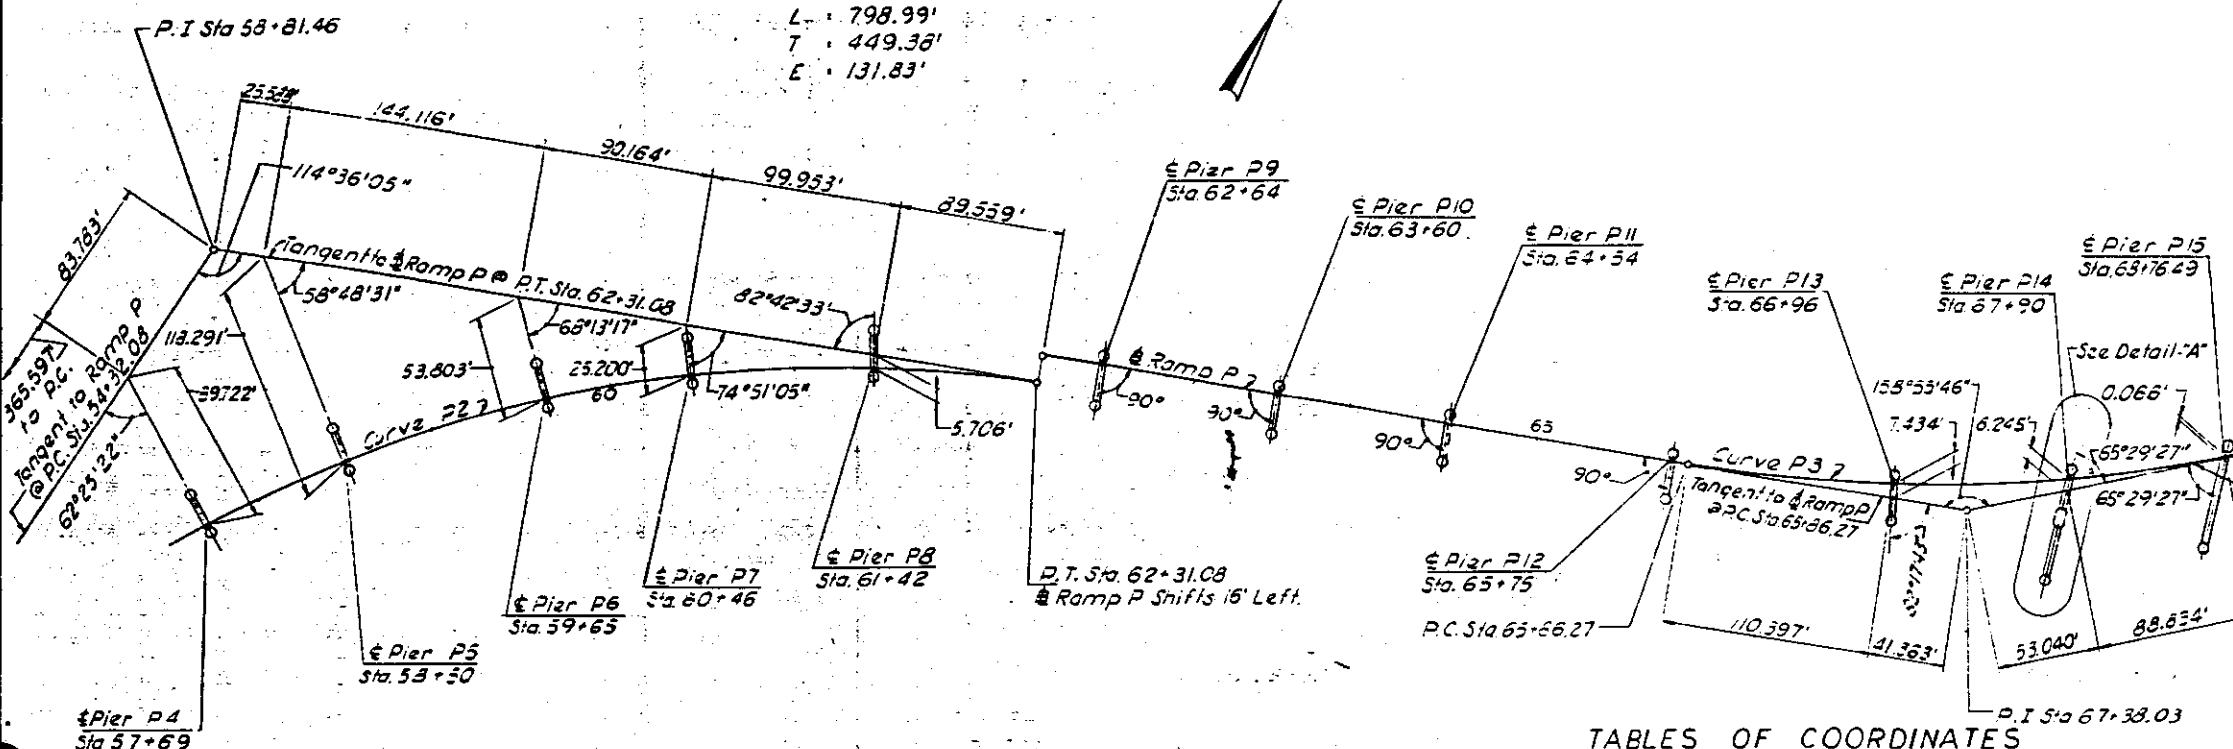 P.I Sta 58+81.46
L : 798.99'
T : 449.38'
E : 131.83'
144.116'
90.164'
99.953'
89.559'
114°36'05"
83.783'
Tangent to ℄ Ramp P @ P.T. Sta. 62+31.08
58°48'31"
68°13'17"
82°42'33"
118.291'
53.803'
25.200'
60
74°51'05"
5.706'
365.597'
to P.C.
Tangent to Ramp P
@ P.C. Sta. 54+32.08
62°25'22"
39.722'
Curve P2
℄ Pier P4
Sta 57+69
℄ Pier P5
Sta. 58+50
℄ Pier P6
Sta. 59+65
℄ Pier P7
Sta. 60+46
℄ Pier P8
Sta. 61+42
P.T. Sta. 62+31.08
℄ Ramp P Shifts 16' Left.
℄ Pier P9
Sta. 62+64
℄ Pier P10
Sta. 63+60
℄ Pier P11
Sta. 64+54
℄ Ramp P
90°
90°
90°
65
90°
℄ Pier P12
Sta. 65+75
P.C. Sta. 65+86.27
℄ Pier P13
Sta. 66+96
℄ Pier P14
Sta. 67+90
℄ Pier P15
Sta. 68+76.49
See Detail "A"
158°55'46"
0.066'
7.434'
6.245'
65°29'27"
65°29'27"
Curve P3
Tangent to ℄ Ramp P
@ P.C. Sta. 65+86.27
110.397'
41.363'
53.040'
88.834'
P.I Sta 67+38.03
TABLES OF COORDINATES